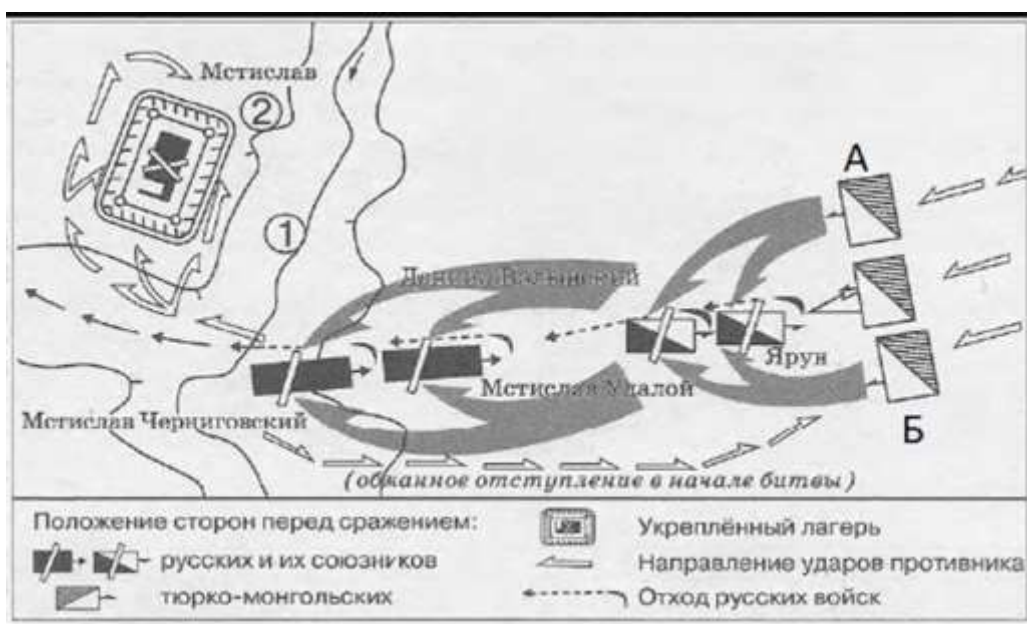 Мстислав
2
А
1
Даниил Волынский
Ярун
Мстислав Удалой
Мстислав Черниговский
Б
(обманное отступление в начале битвы)
Положение сторон перед сражением:
русских и их союзников
тюрко-монгольских
Укреплённый лагерь
Направление ударов противника
Отход русских войск